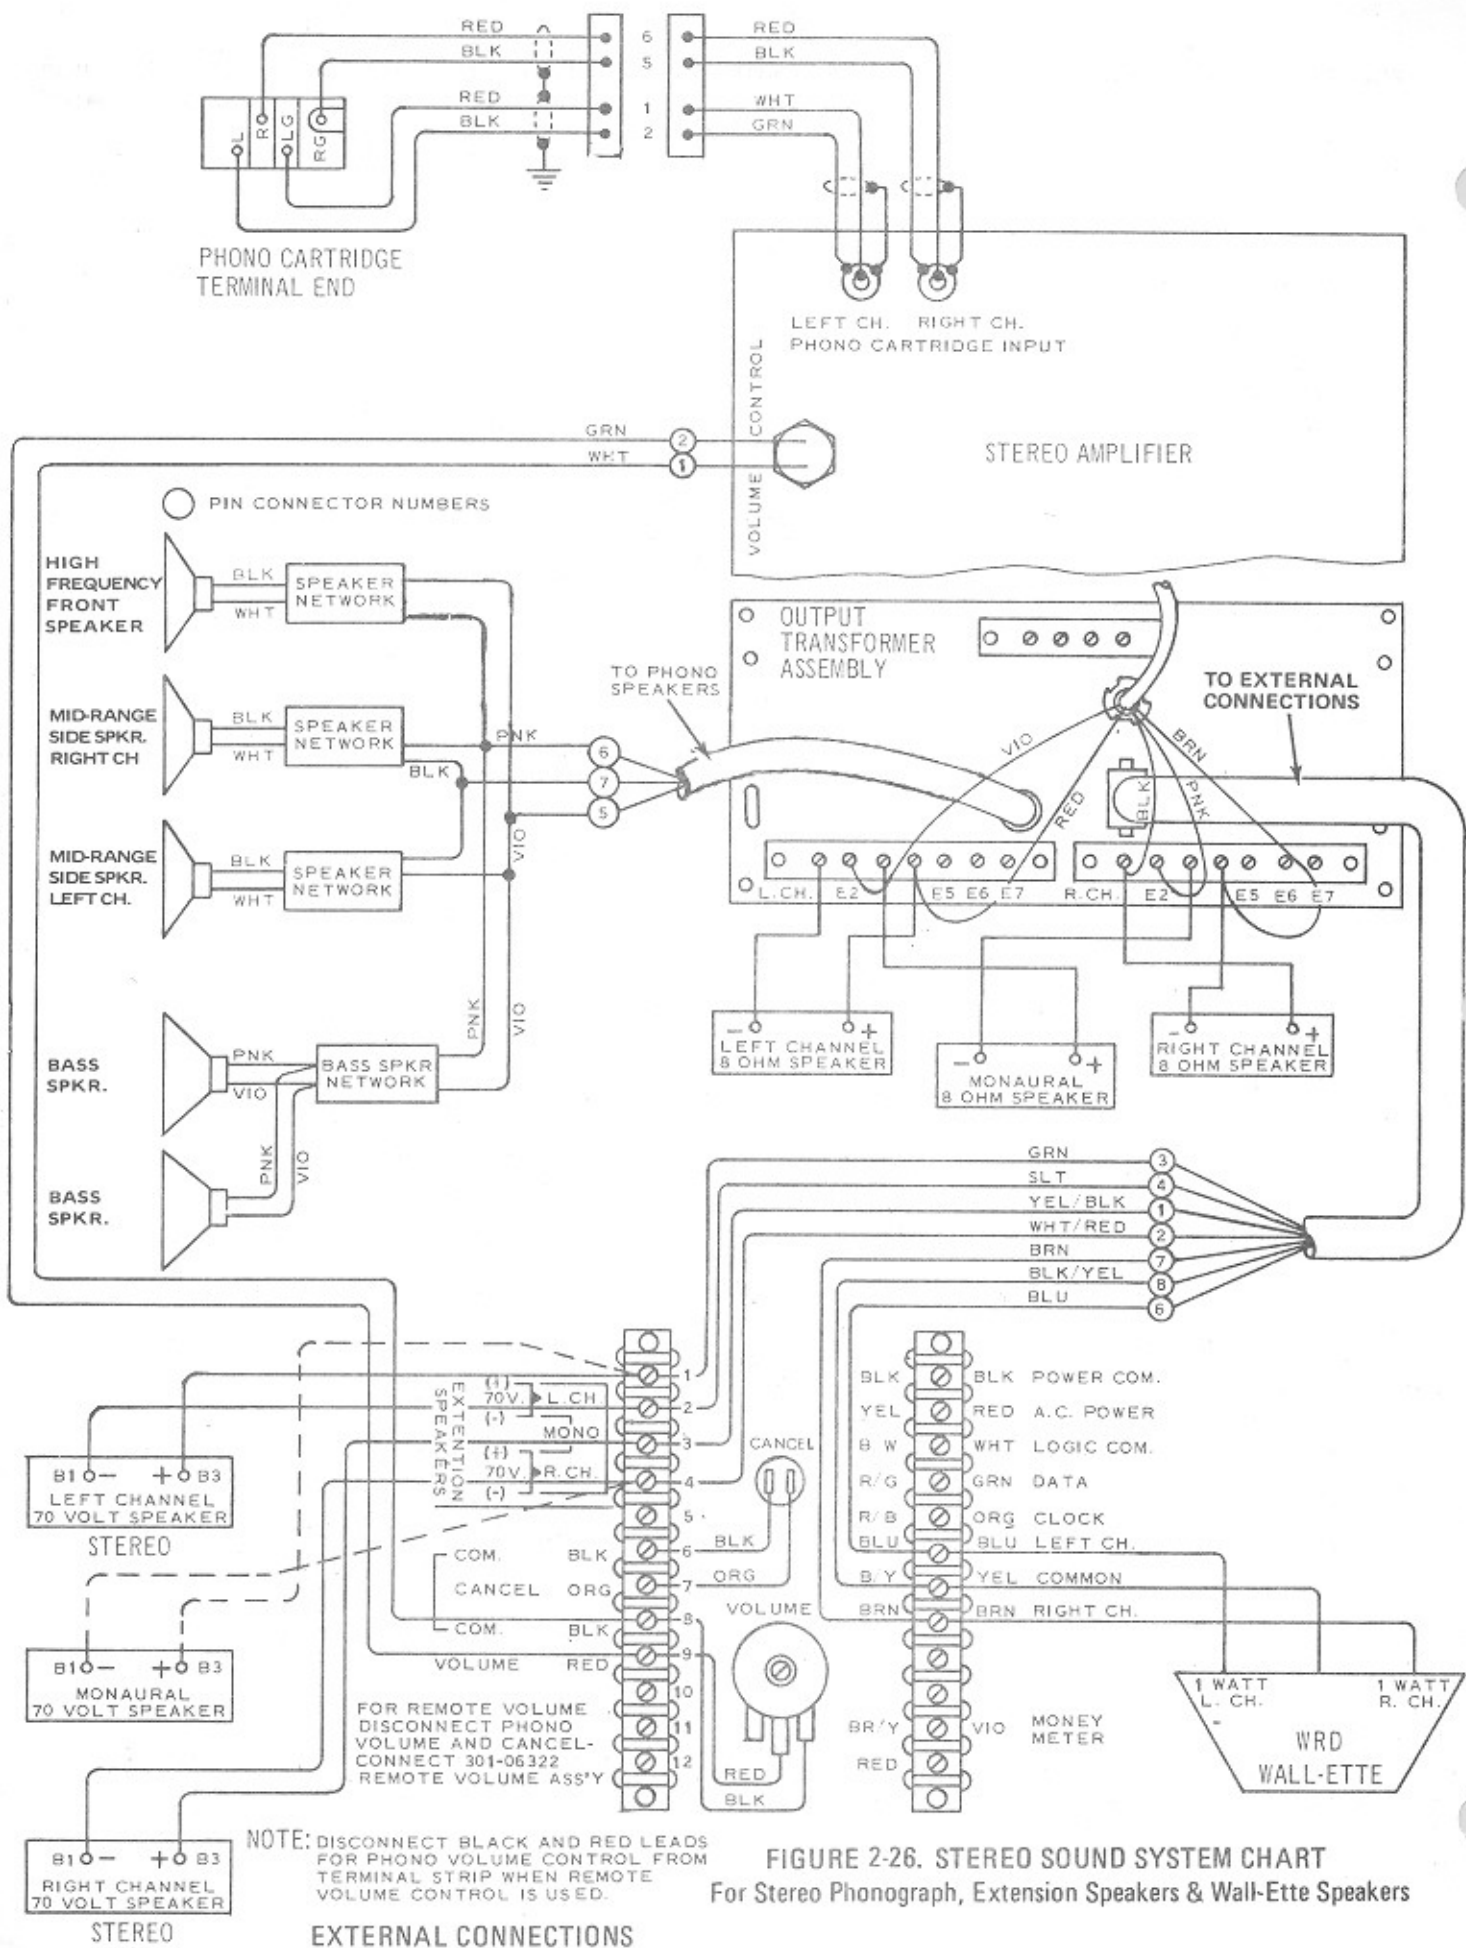 RED
BLK
RED
BLK
6
5
1
2
RED
BLK
WHT
GRN
L
R
LG
RG
PHONO CARTRIDGE
TERMINAL END
LEFT CH. RIGHT CH.
PHONO CARTRIDGE INPUT
VOLUME CONTROL
STEREO AMPLIFIER
GRN
WHT
2
1
PIN CONNECTOR NUMBERS
HIGH
FREQUENCY
FRONT
SPEAKER
BLK
WHT
SPEAKER
NETWORK
MID-RANGE
SIDE SPKR.
RIGHT CH
BLK
WHT
SPEAKER
NETWORK
PNK
BLK
MID-RANGE
SIDE SPKR.
LEFT CH.
BLK
WHT
SPEAKER
NETWORK
VIO
6
7
5
TO PHONO
SPEAKERS
OUTPUT
TRANSFORMER
ASSEMBLY
TO EXTERNAL
CONNECTIONS
VIO
RED
BLK
PNK
BRN
L.CH. E2 E5 E6 E7
R.CH. E2 E5 E6 E7
- +
LEFT CHANNEL
8 OHM SPEAKER
- +
MONAURAL
8 OHM SPEAKER
- +
RIGHT CHANNEL
8 OHM SPEAKER
PNK
VIO
BASS
SPKR.
PNK
VIO
BASS SPKR
NETWORK
PNK
VIO
BASS
SPKR.
GRN 3
SLT 4
YEL/BLK 1
WHT/RED 2
BRN 7
BLK/YEL 8
BLU 6
EXTENTION
SPEAKERS
(+)
70V. L.CH.
(-)
MONO
(+)
70V. R.CH.
(-)
1
2
3
4
5
6
7
8
9
10
11
12
COM. BLK
CANCEL ORG
COM. BLK
VOLUME RED
CANCEL
BLK
ORG
VOLUME
RED
BLK
BLK BLK POWER COM.
YEL RED A.C. POWER
B W WHT LOGIC COM.
R/G GRN DATA
R/B ORG CLOCK
BLU BLU LEFT CH.
B/Y YEL COMMON
BRN BRN RIGHT CH.
BR/Y VIO MONEY
METER
RED
1 WATT
L. CH.
-
1 WATT
R. CH.
WRD
WALL-ETTE
B1 - + B3
LEFT CHANNEL
70 VOLT SPEAKER
STEREO
B1 - + B3
MONAURAL
70 VOLT SPEAKER
B1 - + B3
RIGHT CHANNEL
70 VOLT SPEAKER
STEREO
FOR REMOTE VOLUME
DISCONNECT PHONO
VOLUME AND CANCEL-
CONNECT 301-06322
REMOTE VOLUME ASS'Y
NOTE: DISCONNECT BLACK AND RED LEADS
FOR PHONO VOLUME CONTROL FROM
TERMINAL STRIP WHEN REMOTE
VOLUME CONTROL IS USED.
EXTERNAL CONNECTIONS
FIGURE 2-26. STEREO SOUND SYSTEM CHART
For Stereo Phonograph, Extension Speakers & Wall-Ette Speakers